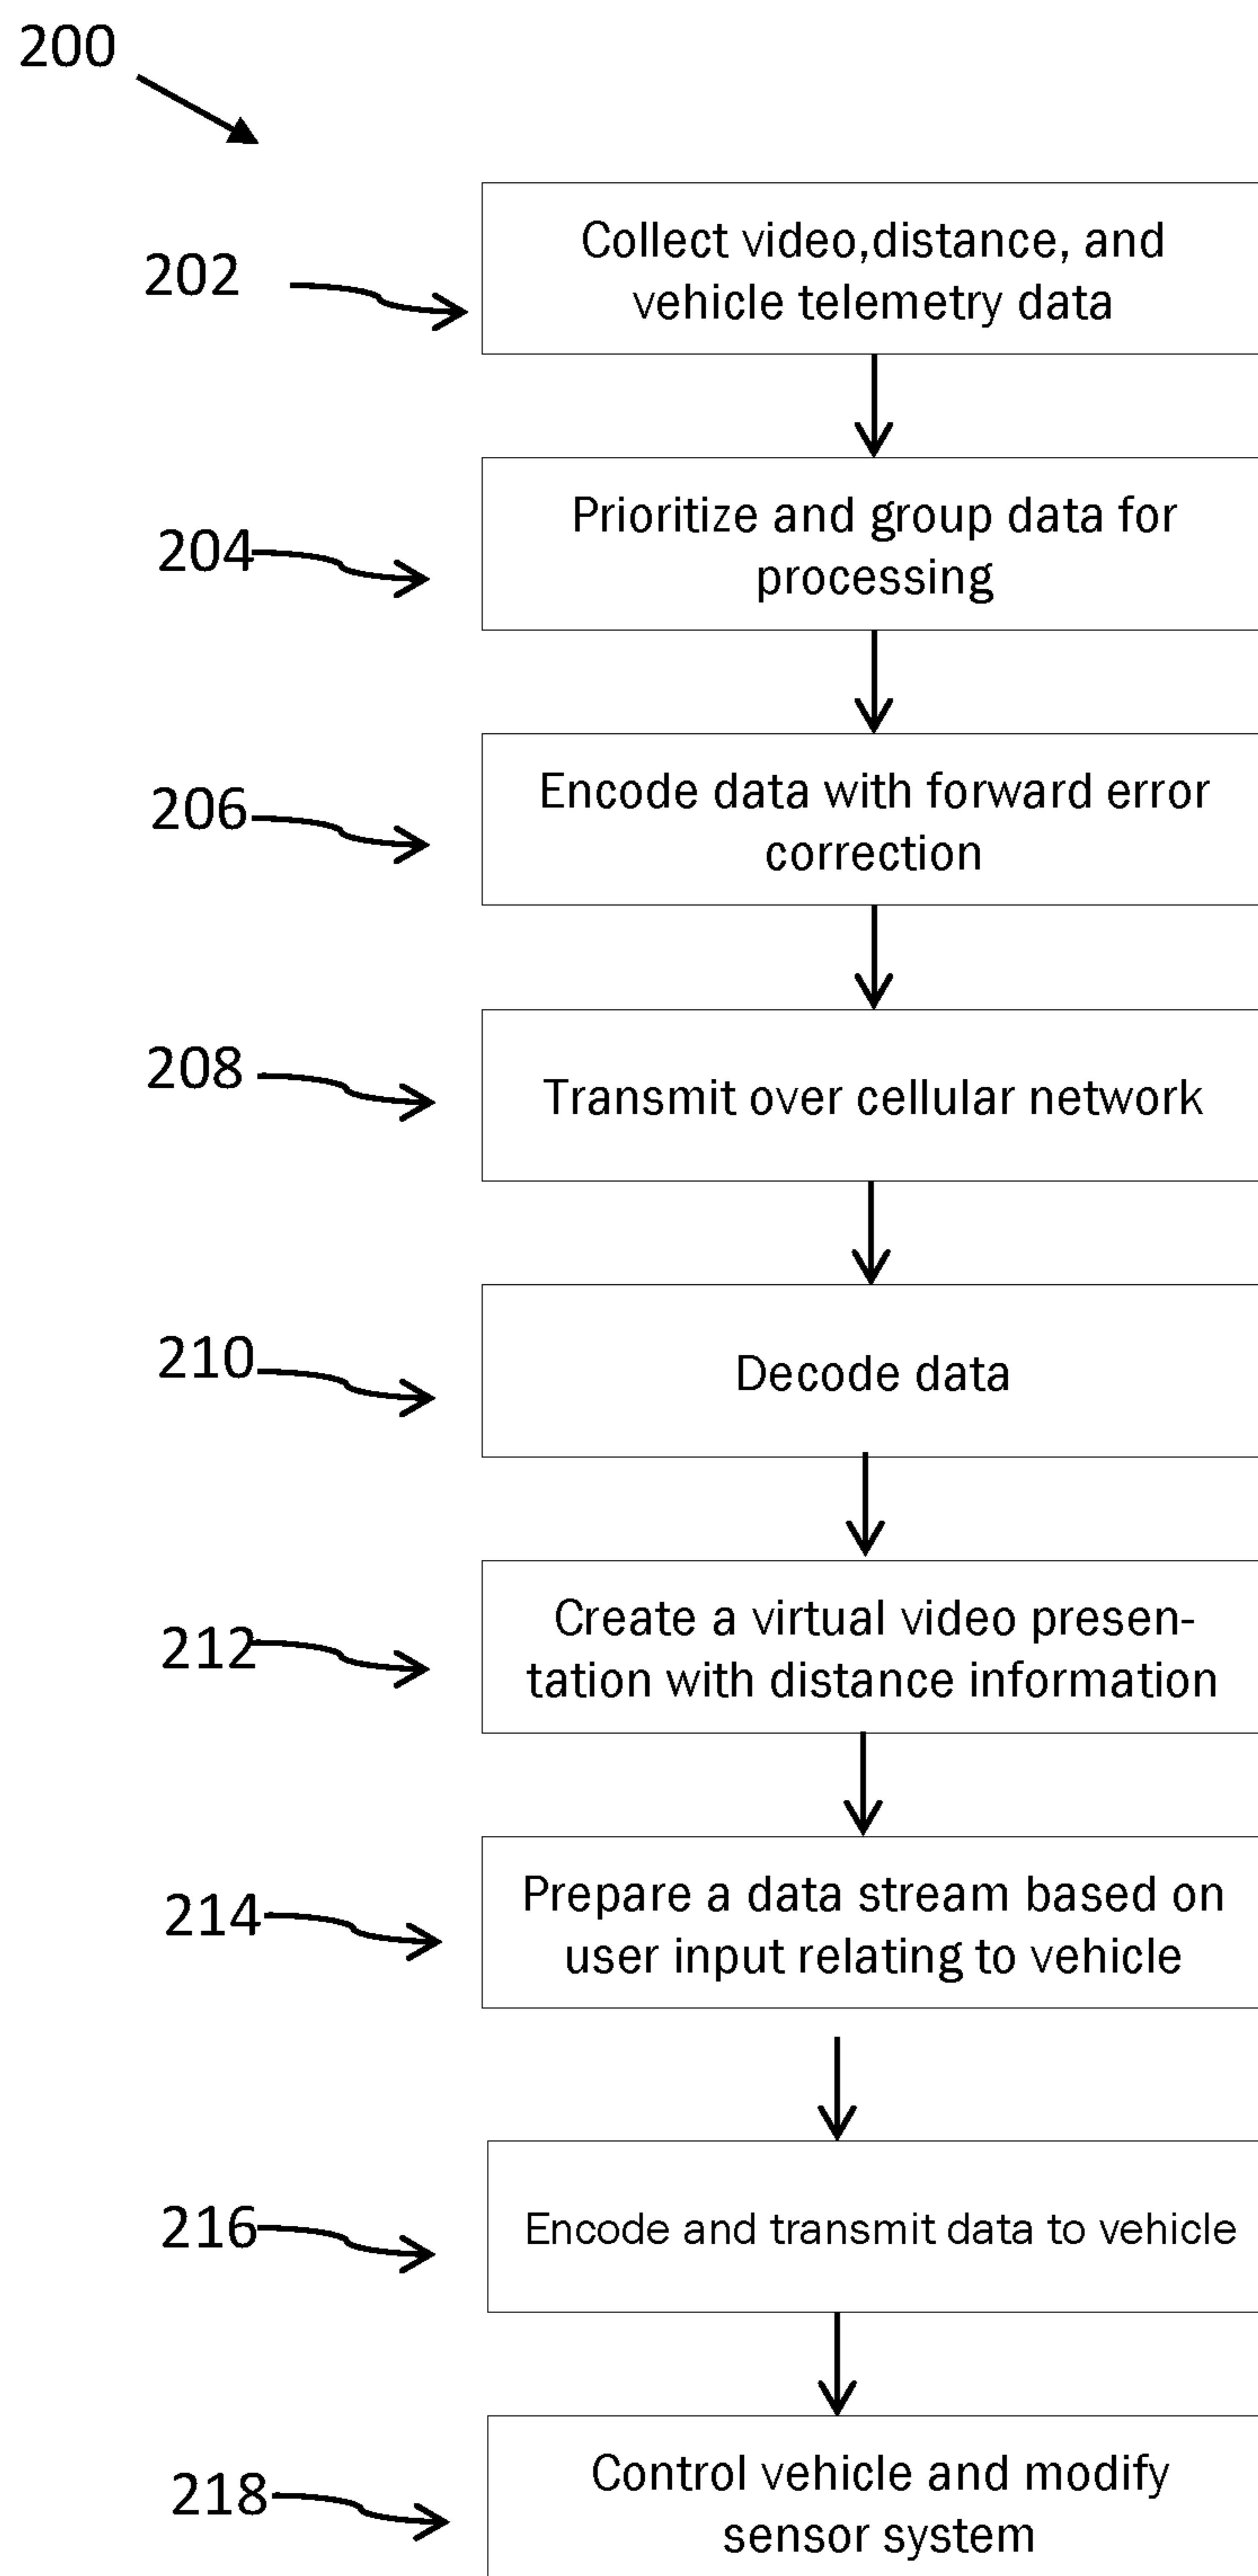 200
202
Collect video,distance, and
vehicle telemetry data
204
Prioritize and group data for
processing
206
Encode data with forward error
correction
208
Transmit over cellular network
210
Decode data
212
Create a virtual video presen-
tation with distance information
214
Prepare a data stream based on
user input relating to vehicle
216
Encode and transmit data to vehicle
218
Control vehicle and modify
sensor system